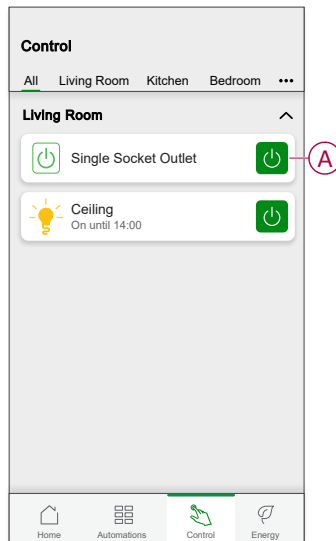 Control
All Living Room Kitchen Bedroom •••
Living Room
Single Socket Outlet
A
Ceiling
On until 14:00
Home Automations Control Energy